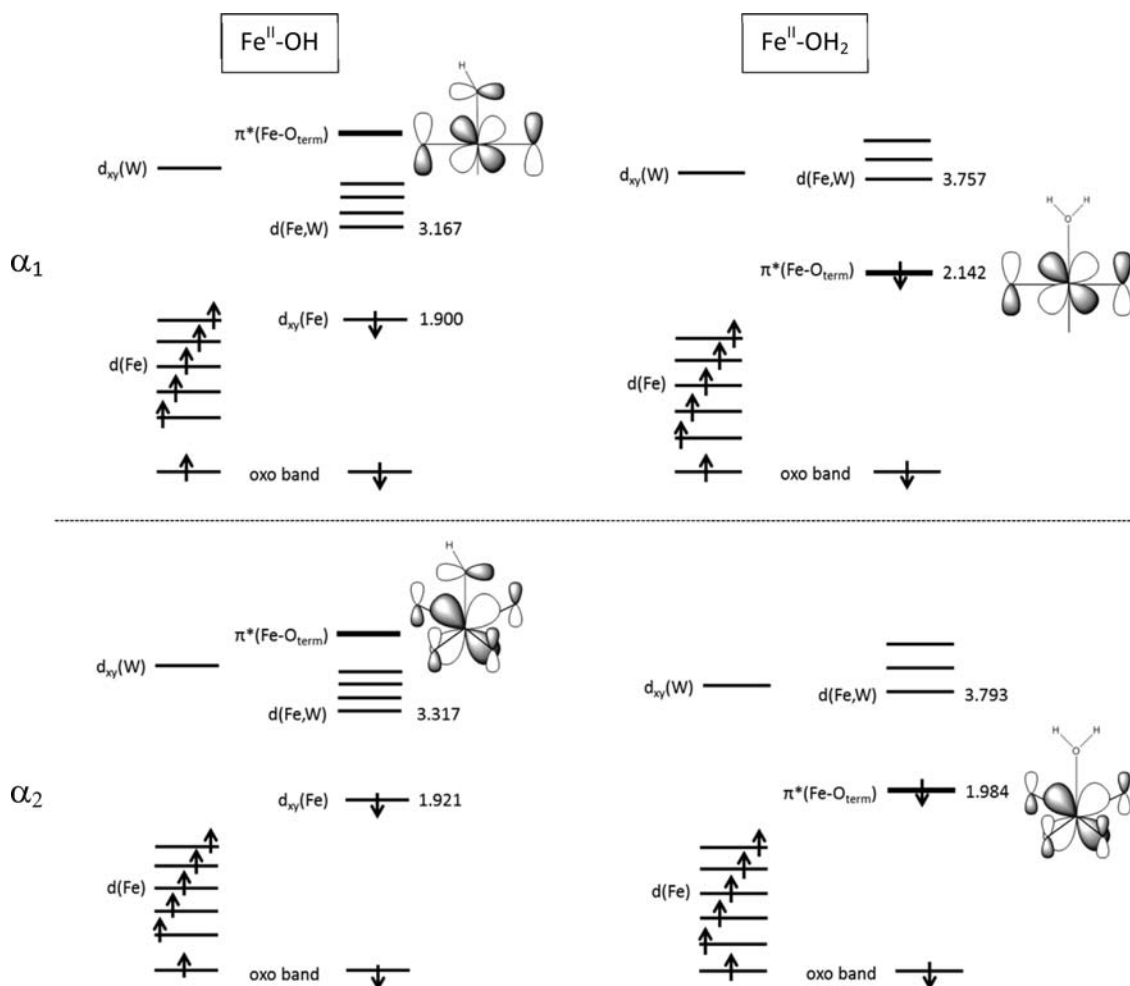 Fe^II-OH
Fe^II-OH₂
α₁
H
π*(Fe-O_term)
d_xy(W)
d(Fe,W) 3.167
d_xy(Fe) 1.900
d(Fe)
oxo band
d_xy(W)
d(Fe,W) 3.757
H H
O
π*(Fe-O_term) 2.142
d(Fe)
oxo band
α₂
H
π*(Fe-O_term)
d_xy(W)
d(Fe,W) 3.317
d_xy(Fe) 1.921
d(Fe)
oxo band
d_xy(W)
d(Fe,W) 3.793
H H
O
π*(Fe-O_term) 1.984
d(Fe)
oxo band